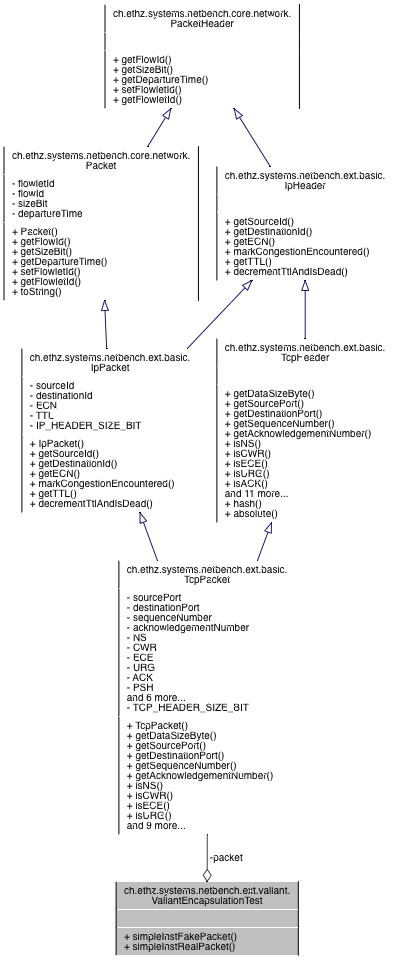 ch.ethz.systems.netbench.core.network.
PacketHeader
+ getFlowId()
+ getSizeBit()
+ getDepartureTime()
+ setFlowletId()
+ getFlowletId()
ch.ethz.systems.netbench.core.network.
Packet
- flowletId
- flowId
- sizeBit
- departureTime
+ Packet()
+ getFlowId()
+ getSizeBit()
+ getDepartureTime()
+ setFlowletId()
+ getFlowletId()
+ toString()
ch.ethz.systems.netbench.ext.basic.
IpHeader
+ getSourceId()
+ getDestinationId()
+ getECN()
+ markCongestionEncountered()
+ getTTL()
+ decrementTtlAndIsDead()
ch.ethz.systems.netbench.ext.basic.
IpPacket
- sourceId
- destinationId
- ECN
- TTL
- IP_HEADER_SIZE_BIT
+ IpPacket()
+ getSourceId()
+ getDestinationId()
+ getECN()
+ markCongestionEncountered()
+ getTTL()
+ decrementTtlAndIsDead()
ch.ethz.systems.netbench.ext.basic.
TcpHeader
+ getDataSizeByte()
+ getSourcePort()
+ getDestinationPort()
+ getSequenceNumber()
+ getAcknowledgementNumber()
+ isNS()
+ isCWR()
+ isECE()
+ isURG()
+ isACK()
and 11 more...
+ hash()
+ absolute()
ch.ethz.systems.netbench.ext.basic.
TcpPacket
- sourcePort
- destinationPort
- sequenceNumber
- acknowledgementNumber
- NS
- CWR
- ECE
- URG
- ACK
- PSH
and 6 more...
- TCP_HEADER_SIZE_BIT
+ TcpPacket()
+ getDataSizeByte()
+ getSourcePort()
+ getDestinationPort()
+ getSequenceNumber()
+ getAcknowledgementNumber()
+ isNS()
+ isCWR()
+ isECE()
+ isURG()
and 9 more...
-packet
ch.ethz.systems.netbench.ext.valiant.
ValiantEncapsulationTest
+ simpleInstFakePacket()
+ simpleInstRealPacket()